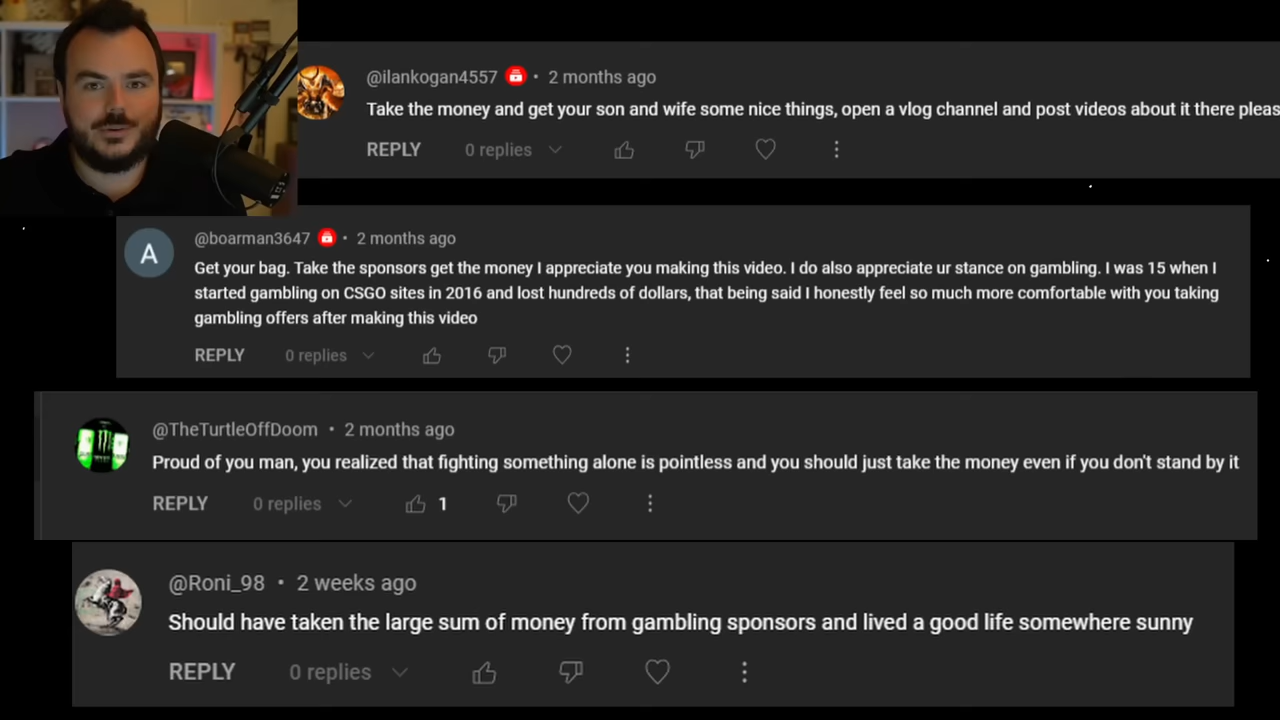 @ilankogan4557 • 2 months ago
Take the money and get your son and wife some nice things, open a vlog channel and post videos about it there pleas
REPLY 0 replies
A
@boarman3647 • 2 months ago
Get your bag. Take the sponsors get the money I appreciate you making this video. I do also appreciate ur stance on gambling. I was 15 when I
started gambling on CSGO sites in 2016 and lost hundreds of dollars, that being said I honestly feel so much more comfortable with you taking
gambling offers after making this video
REPLY 0 replies
@TheTurtleOffDoom • 2 months ago
Proud of you man, you realized that fighting something alone is pointless and you should just take the money even if you don't stand by it
REPLY 0 replies 1
@Roni_98 • 2 weeks ago
Should have taken the large sum of money from gambling sponsors and lived a good life somewhere sunny
REPLY 0 replies